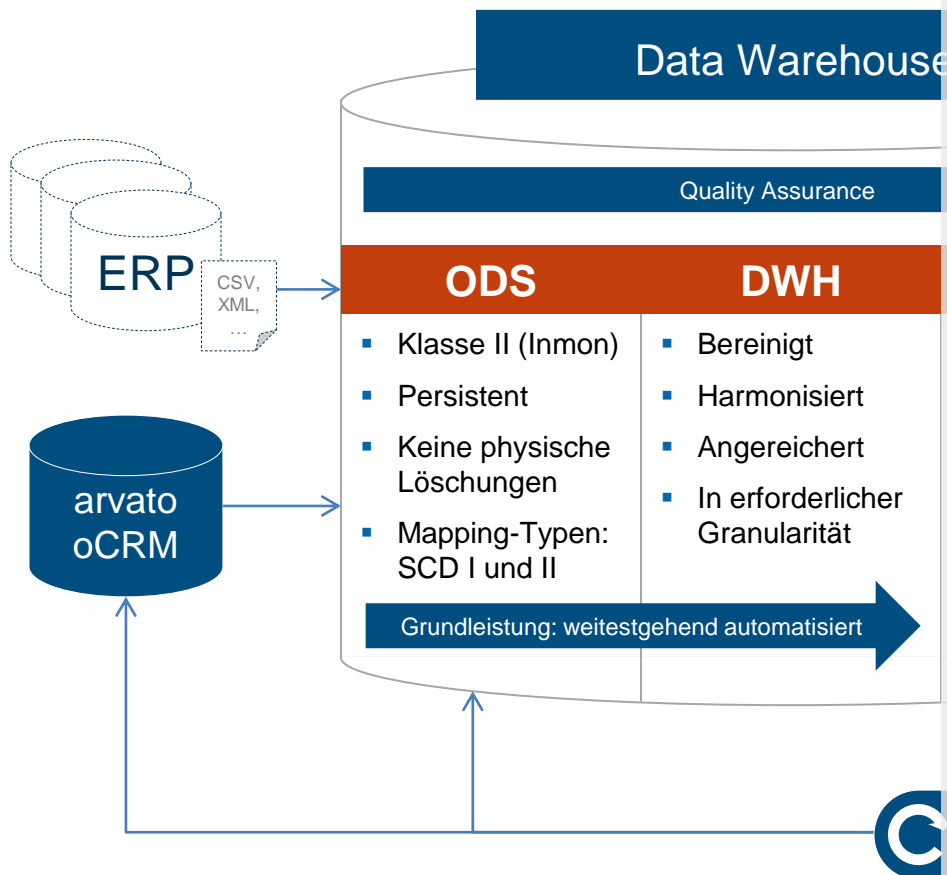 Data Warehouse
Quality Assurance
ERP
CSV,
XML,
…
ODS
DWH
Klasse II (Inmon)
Persistent
Keine physische
Löschungen
Mapping-Typen:
SCD I und II
Bereinigt
Harmonisiert
Angereichert
In erforderlicher
Granularität
arvato
oCRM
Grundleistung: weitestgehend automatisiert